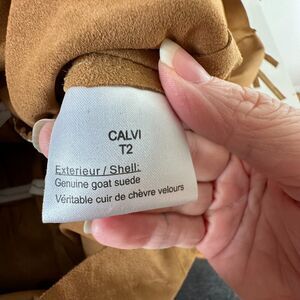 CALVI
T2
Exterieur / Shell:
Genuine goat suede
Véritable cuir de chèvre velours